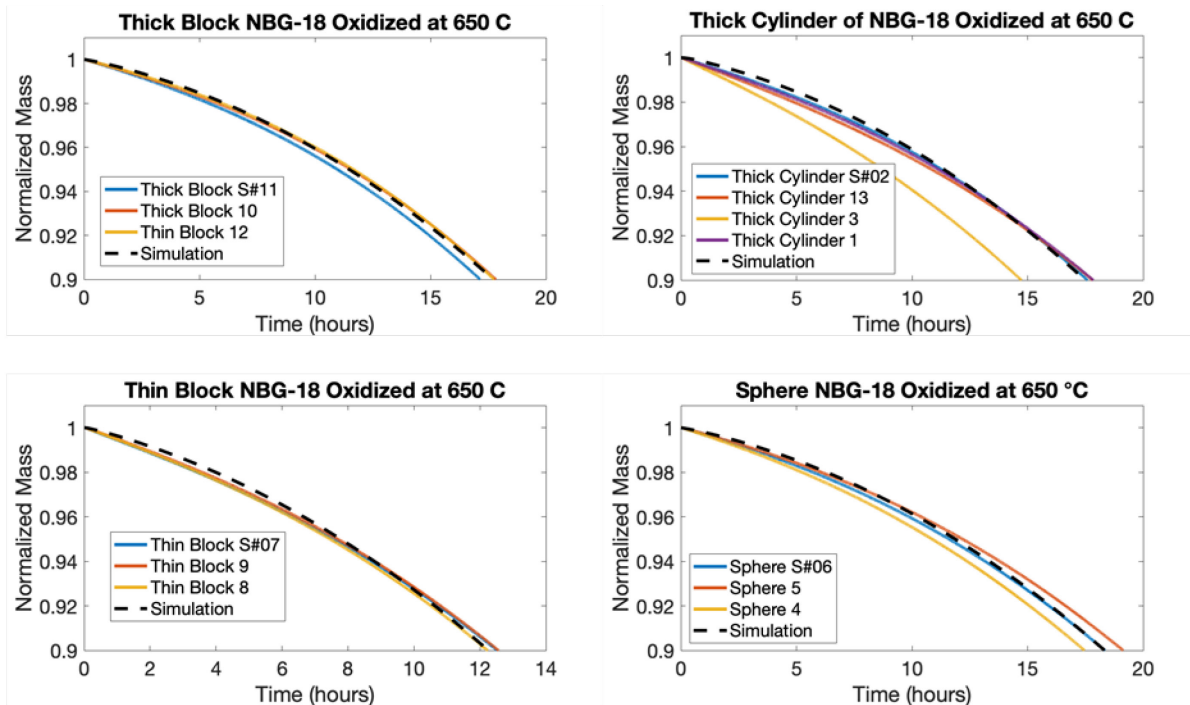 Thick Block NBG-18 Oxidized at 650 C
1
0.98
0.96
0.94
0.92
0.9
Normalized Mass
Thick Block S#11
Thick Block 10
Thin Block 12
Simulation
0 5 10 15 20
Time (hours)
Thick Cylinder of NBG-18 Oxidized at 650 C
1
0.98
0.96
0.94
0.92
0.9
Normalized Mass
Thick Cylinder S#02
Thick Cylinder 13
Thick Cylinder 3
Thick Cylinder 1
Simulation
0 5 10 15 20
Time (hours)
Thin Block NBG-18 Oxidized at 650 C
1
0.98
0.96
0.94
0.92
0.9
Normalized Mass
Thin Block S#07
Thin Block 9
Thin Block 8
Simulation
0 2 4 6 8 10 12 14
Time (hours)
Sphere NBG-18 Oxidized at 650 °C
1
0.98
0.96
0.94
0.92
0.9
Normalized Mass
Sphere S#06
Sphere 5
Sphere 4
Simulation
0 5 10 15 20
Time (hours)